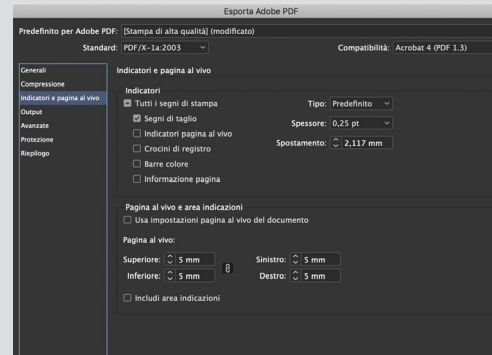 Esporta Adobe PDF
Predefinito per Adobe PDF: [Stampa di alta qualità] (modificato)
Standard: PDF/X-1a:2003 Compatibilità: Acrobat 4 (PDF 1.3)
Generali
Compressione
Indicatori e pagina al vivo
Output
Avanzate
Protezione
Riepilogo
Indicatori e pagina al vivo
Indicatori
Tutti i segni di stampa Tipo: Predefinito
Segni di taglio Spessore: 0,25 pt
Indicatori pagina al vivo Spostamento: 2,117 mm
Crocini di registro
Barre colore
Informazione pagina
Pagina al vivo e area indicazioni
Usa impostazioni pagina al vivo del documento
Pagina al vivo:
Superiore: 5 mm Sinistro: 5 mm
Inferiore: 5 mm Destro: 5 mm
Includi area indicazioni